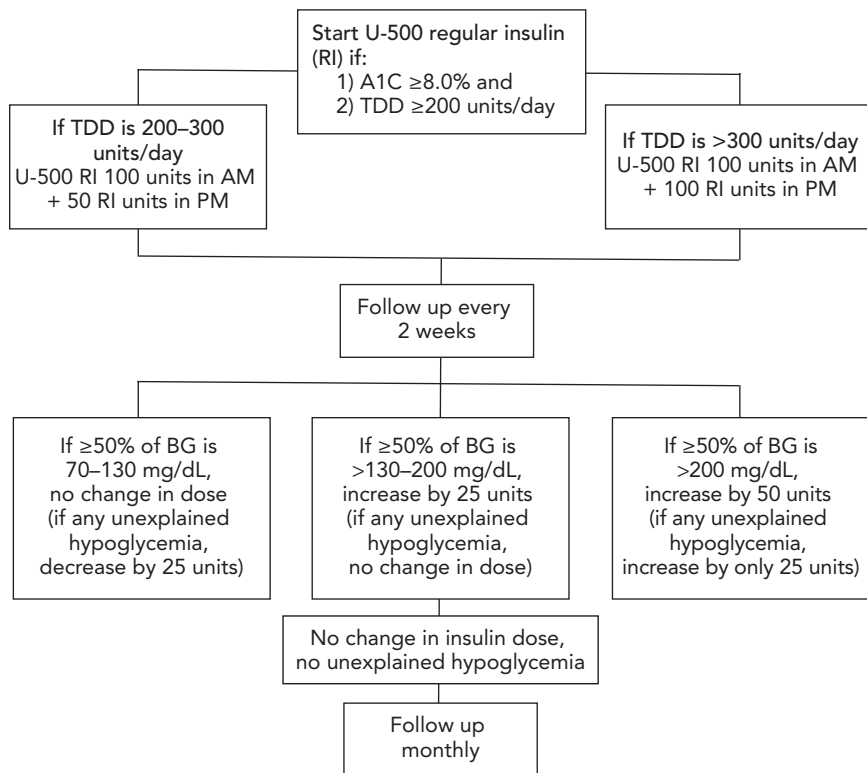 Start U-500 regular insulin
(RI) if:
1) A1C ≥8.0% and
2) TDD ≥200 units/day
If TDD is 200–300
units/day
U-500 RI 100 units in AM
+ 50 RI units in PM
If TDD is >300 units/day
U-500 RI 100 units in AM
+ 100 RI units in PM
Follow up every
2 weeks
If ≥50% of BG is
70–130 mg/dL,
no change in dose
(if any unexplained
hypoglycemia,
decrease by 25 units)
If ≥50% of BG is
>130–200 mg/dL,
increase by 25 units
(if any unexplained
hypoglycemia,
no change in dose)
If ≥50% of BG is
>200 mg/dL,
increase by 50 units
(if any unexplained
hypoglycemia,
increase by only 25 units)
No change in insulin dose,
no unexplained hypoglycemia
Follow up
monthly